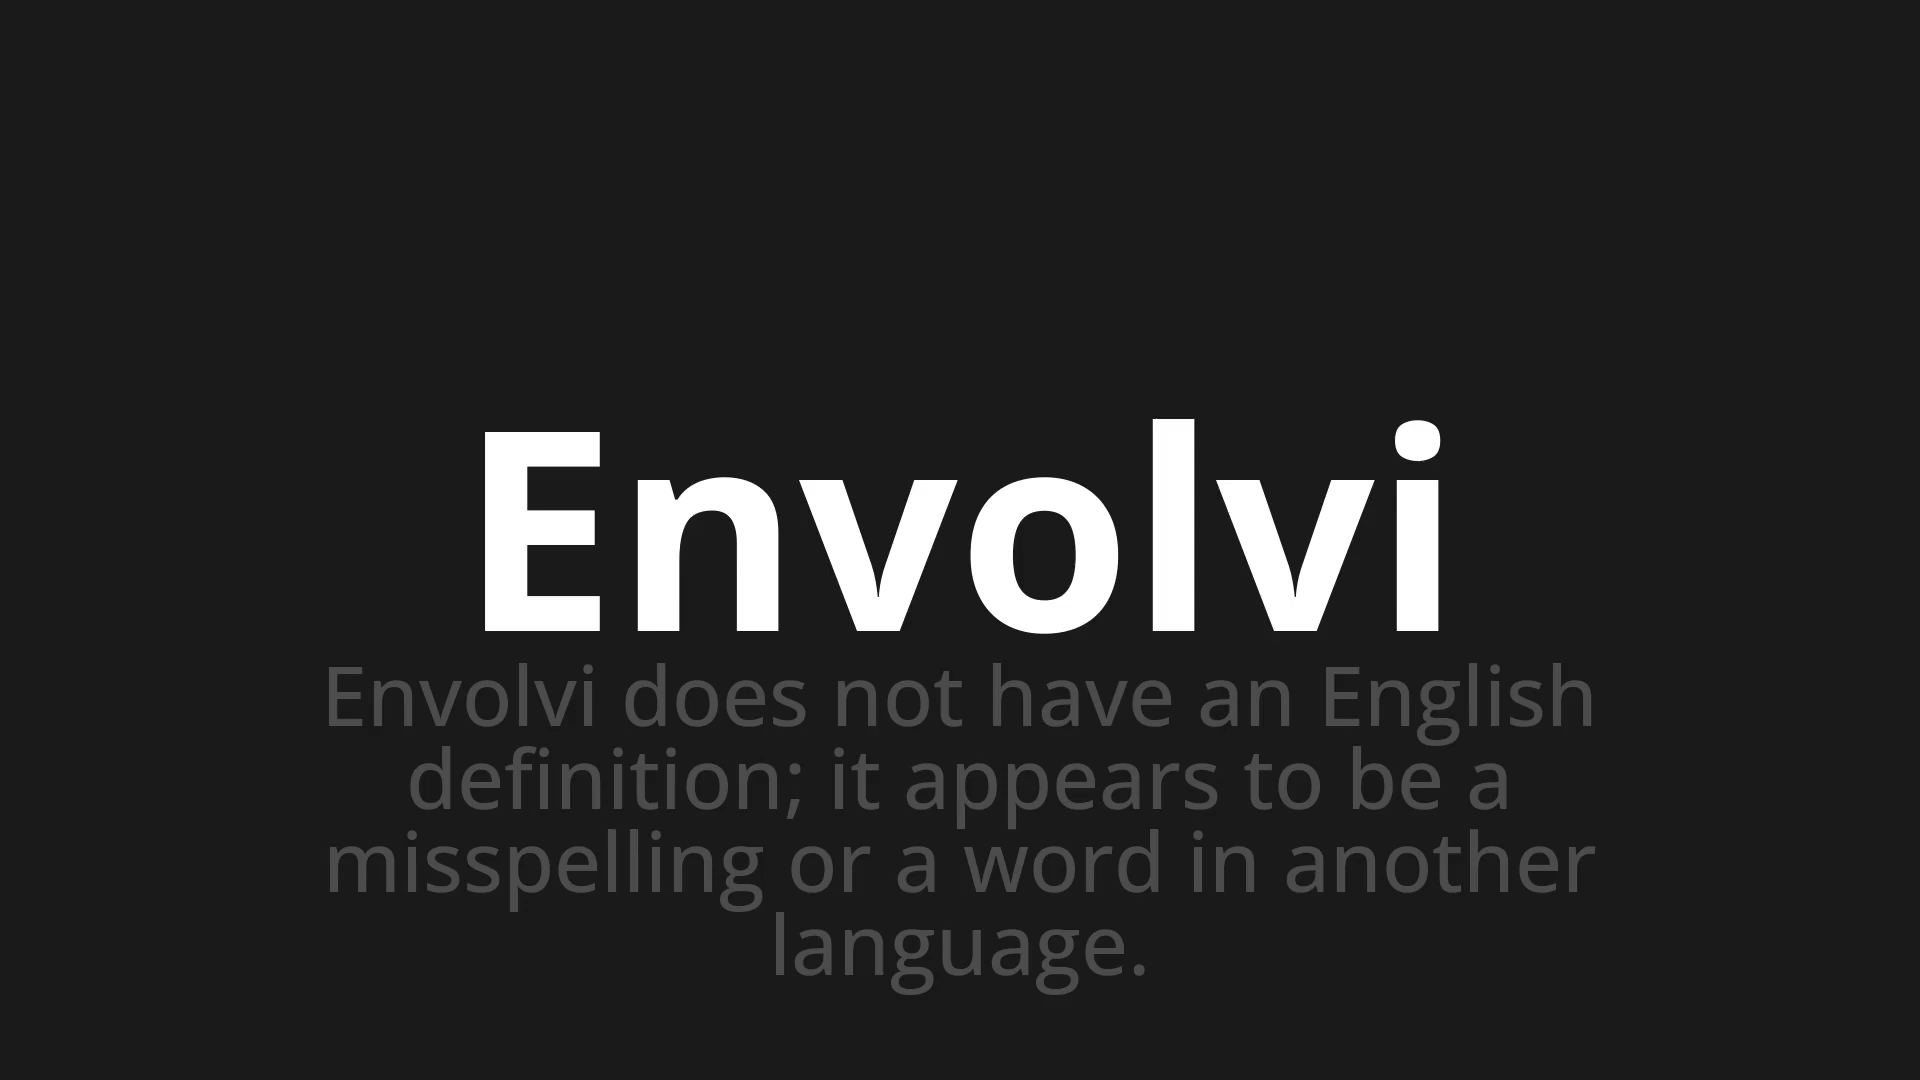 Envolvi
Envolvi does not have an English
definition; it appears to be a
misspelling or a word in another
language.